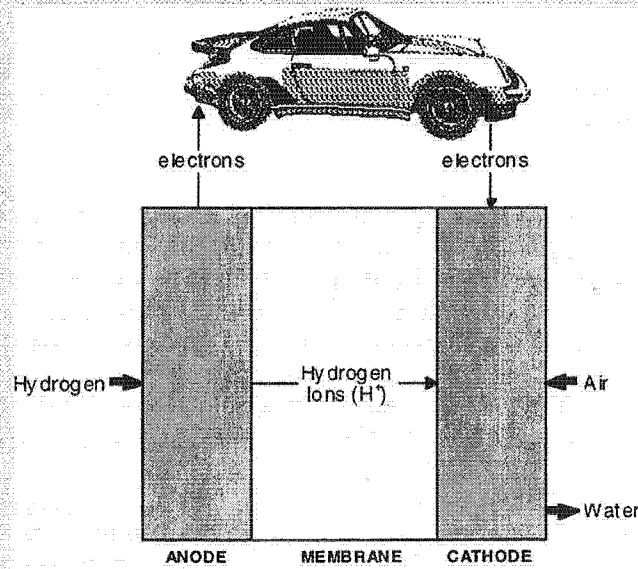 electrons
electrons
Hydrogen
Hydrogen
Ions (H⁺)
Air
Water
ANODE
MEMBRANE
CATHODE